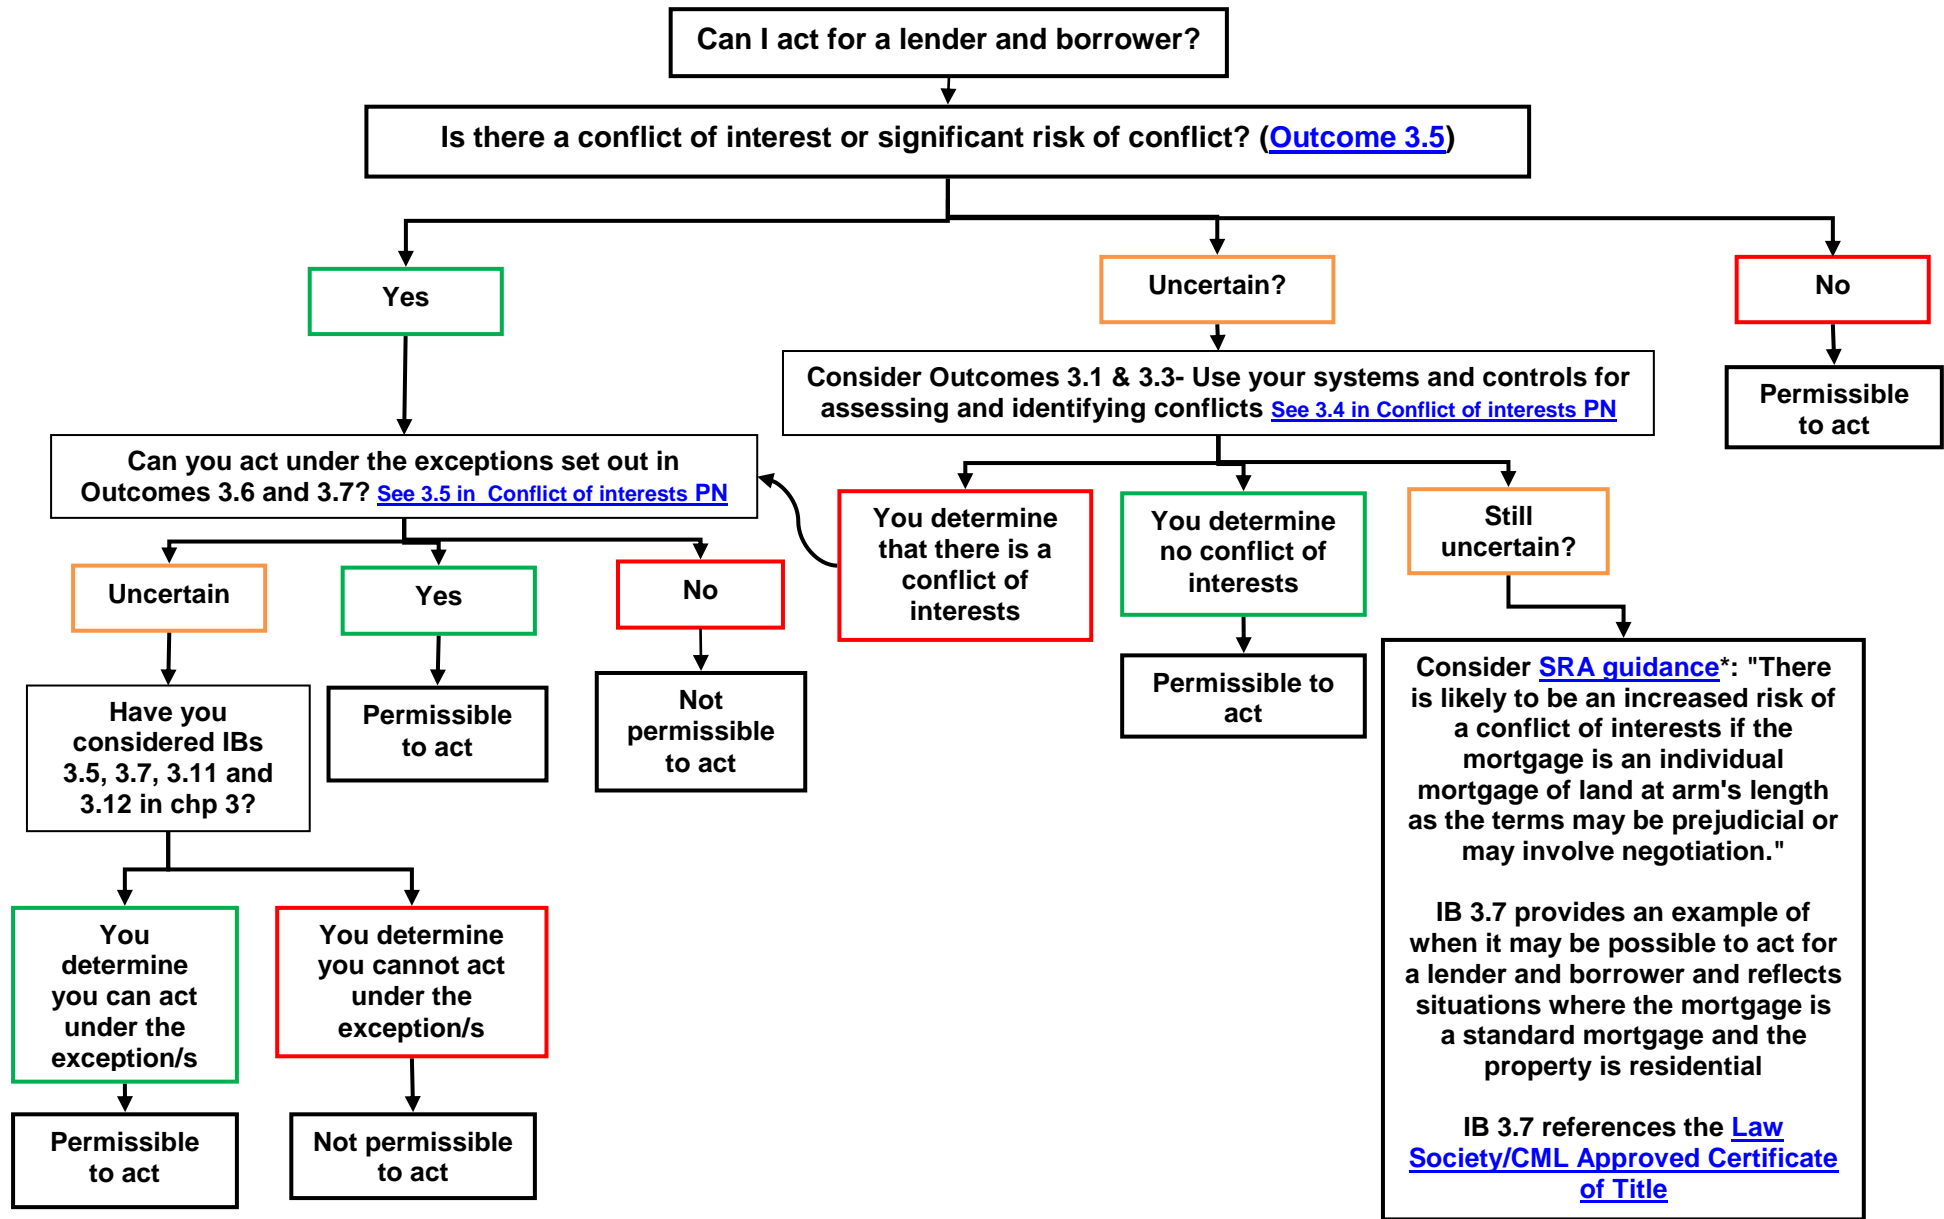 Can I act for a lender and borrower?
Is there a conflict of interest or significant risk of conflict? (Outcome 3.5)
Yes
Uncertain?
No
Consider Outcomes 3.1 & 3.3- Use your systems and controls for
assessing and identifying conflicts See 3.4 in Conflict of interests PN
Permissible
to act
Can you act under the exceptions set out in
Outcomes 3.6 and 3.7? See 3.5 in  Conflict of interests PN
You determine
that there is a
conflict of
interests
You determine
no conflict of
interests
Still
uncertain?
Uncertain
Yes
No
Have you
considered IBs
3.5, 3.7, 3.11 and
3.12 in chp 3?
Permissible
to act
Not
permissible
to act
Permissible to
act
Consider SRA guidance*: "There
is likely to be an increased risk of
a conflict of interests if the
mortgage is an individual
mortgage of land at arm's length
as the terms may be prejudicial or
may involve negotiation."
IB 3.7 provides an example of
when it may be possible to act for
a lender and borrower and reflects
situations where the mortgage is
a standard mortgage and the
property is residential
IB 3.7 references the Law
Society/CML Approved Certificate
of Title
You
determine
you can act
under the
exception/s
You determine
you cannot act
under the
exception/s
Permissible
to act
Not permissible
to act